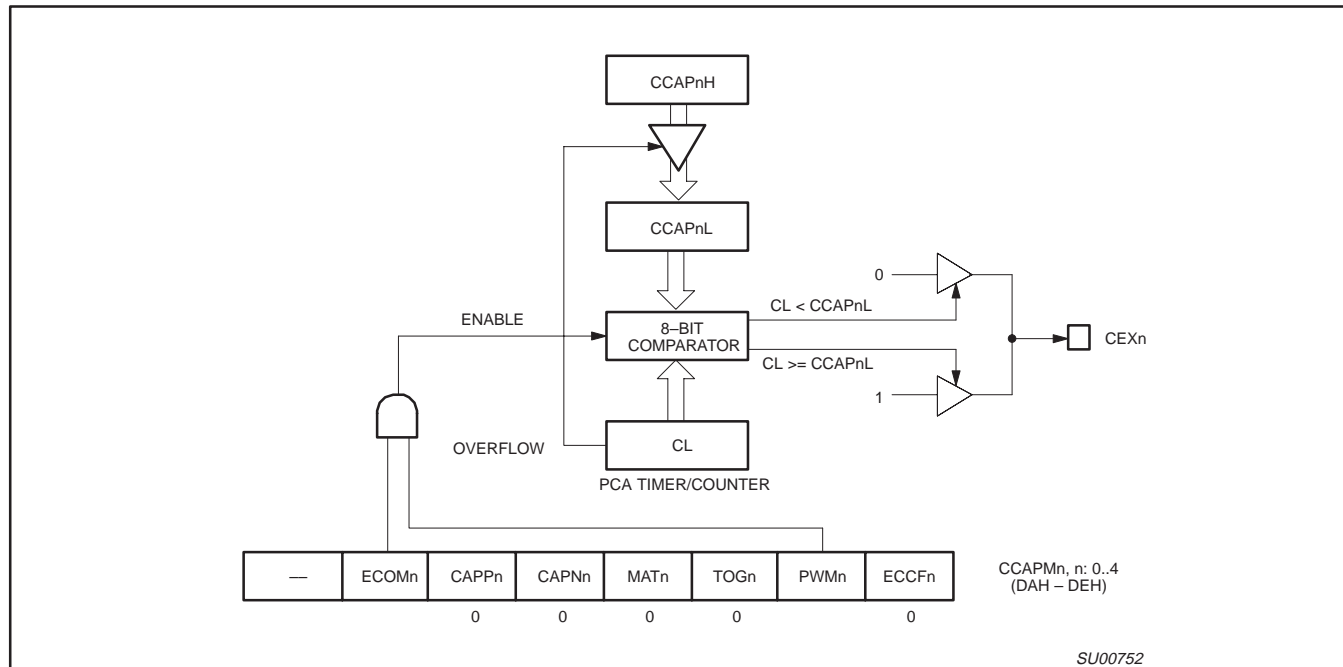 CCAPnH
CCAPnL
0
CL < CCAPnL
ENABLE
8–BIT
COMPARATOR
CEXn
CL >= CCAPnL
1
OVERFLOW
CL
PCA TIMER/COUNTER
— ECOMn CAPPn CAPNn MATn TOGn PWMn ECCFn
CCAPMn, n: 0..4
(DAH – DEH)
0 0 0 0 0
SU00752